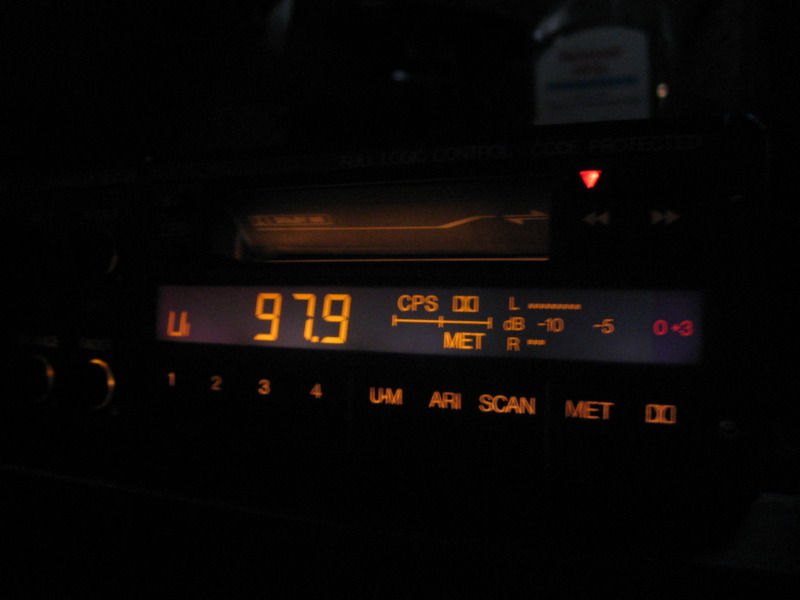 FULL LOGIC CONTROL CODE PROTECTED
U 97.9 CPS L
dB -10 -5 0 +3
MET R
1 2 3 4 U·M ARI SCAN MET